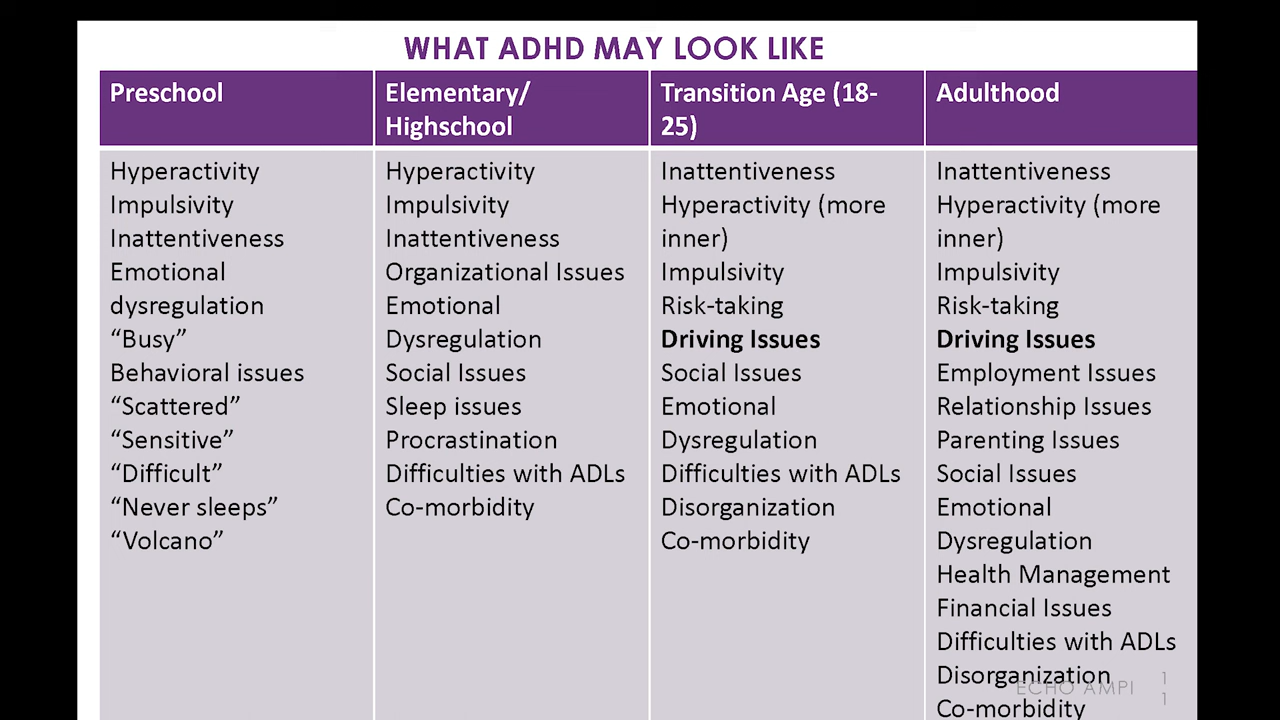 WHAT ADHD MAY LOOK LIKE
Preschool
Hyperactivity
Impulsivity
Inattentiveness
Emotional
dysregulation
“Busy”
Behavioral issues
“Scattered”
“Sensitive”
“Difficult”
“Never sleeps”
“Volcano”
Elementary/
Highschool
Hyperactivity
Impulsivity
Inattentiveness
Organizational Issues
Emotional
Dysregulation
Social Issues
Sleep issues
Procrastination
Difficulties with ADLs
Co-morbidity
Transition Age (18-
25)
Inattentiveness
Hyperactivity (more
inner)
Impulsivity
Risk-taking
Driving Issues
Social Issues
Emotional
Dysregulation
Difficulties with ADLs
Disorganization
Co-morbidity
Adulthood
Inattentiveness
Hyperactivity (more
inner)
Impulsivity
Risk-taking
Driving Issues
Employment Issues
Relationship Issues
Parenting Issues
Social Issues
Emotional
Dysregulation
Health Management
Financial Issues
Difficulties with ADLs
Disorganization
Co-morbidity
ECHO AMPI
1
1